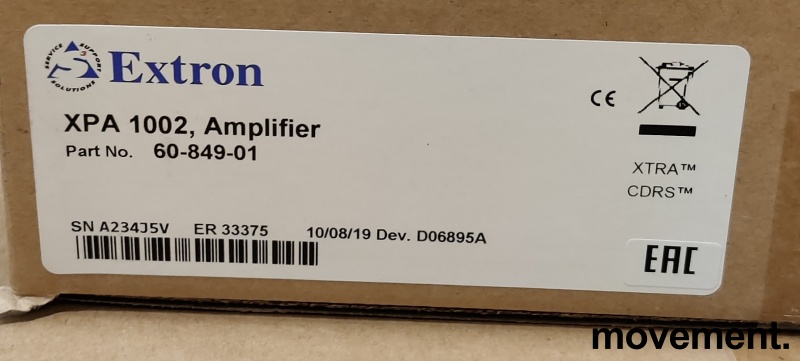 SERVICE SUPPORT SOLUTIONS
S3 Extron
XPA 1002, Amplifier
Part No. 60-849-01
CE
XTRA™
CDRS™
SN A234J5V ER 33375 10/08/19 Dev. D06895A
EAC
movement.